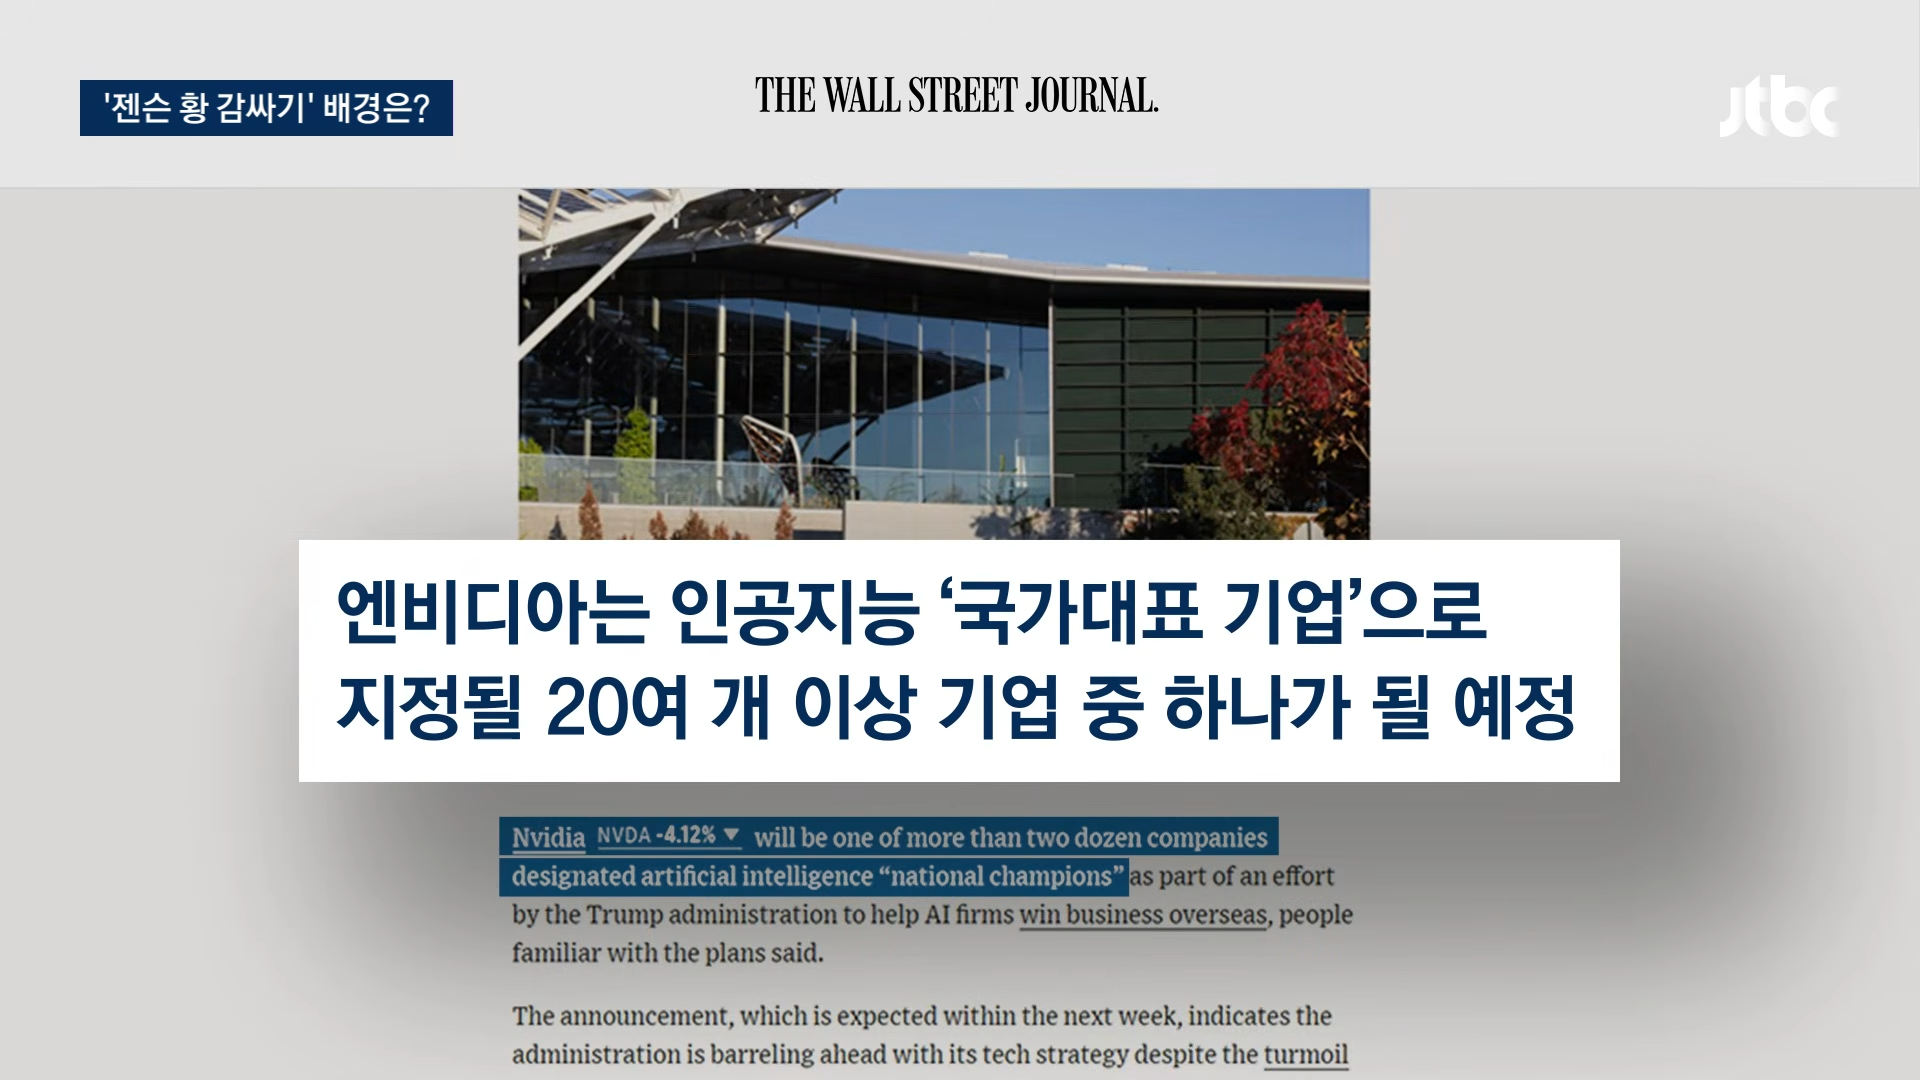 '젠슨 황 감싸기' 배경은?
THE WALL STREET JOURNAL.
jtbc
엔비디아는 인공지능 ‘국가대표 기업’으로
지정될 20여 개 이상 기업 중 하나가 될 예정
Nvidia NVDA -4.12% ▼ will be one of more than two dozen companies
designated artificial intelligence “national champions” as part of an effort
by the Trump administration to help AI firms win business overseas, people
familiar with the plans said.
The announcement, which is expected within the next week, indicates the
administration is barreling ahead with its tech strategy despite the turmoil